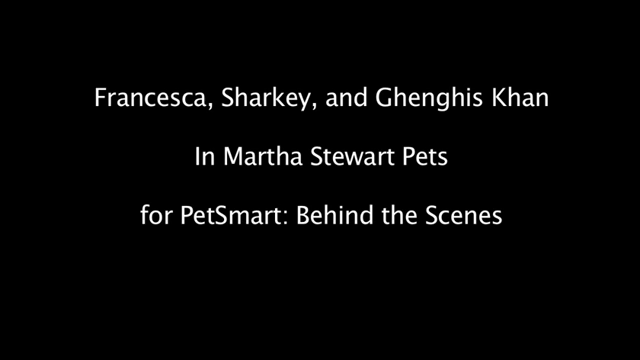 Francesca, Sharkey, and Ghenghis Khan
In Martha Stewart Pets
for PetSmart: Behind the Scenes